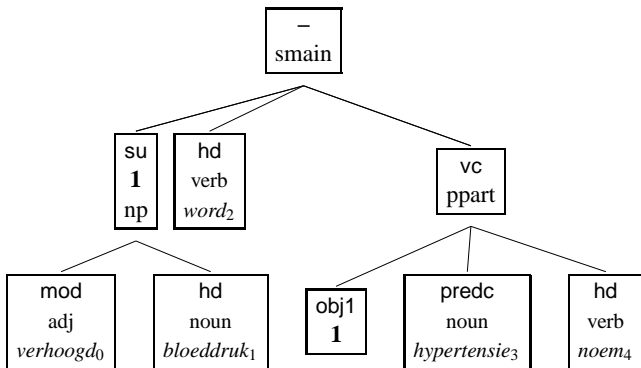 –
smain
su
1
np
hd
verb
word2
vc
ppart
mod
adj
verhoogd0
hd
noun
bloeddruk1
obj1
1
predc
noun
hypertensie3
hd
verb
noem4